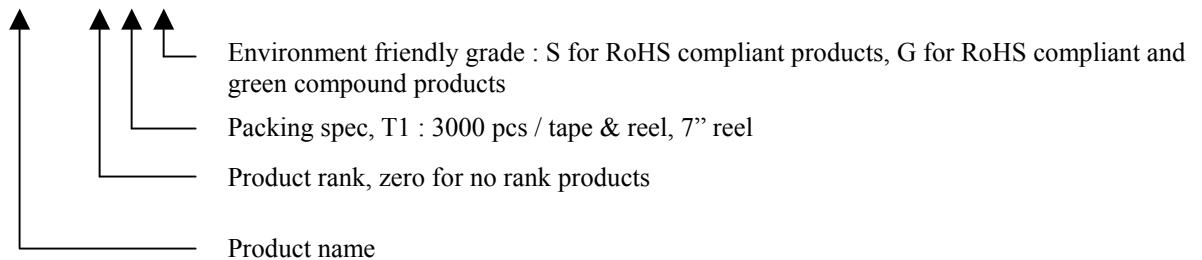 Environment friendly grade : S for RoHS compliant products, G for RoHS compliant and
green compound products
Packing spec, T1 : 3000 pcs / tape & reel, 7” reel
Product rank, zero for no rank products
Product name